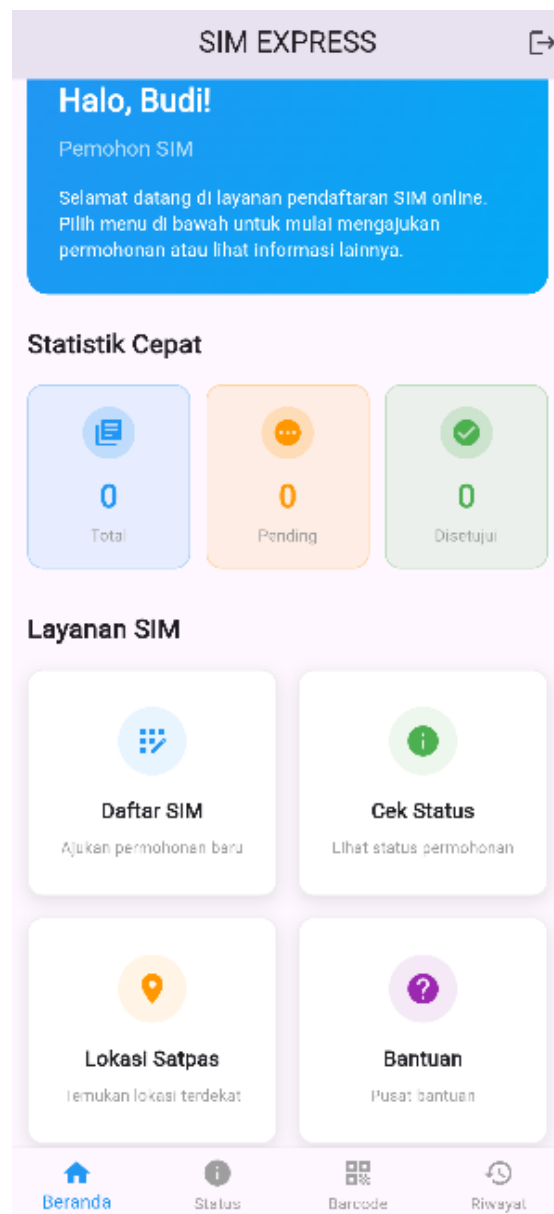 SIM EXPRESS
Halo, Budi!
Pemohon SIM
Selamat datang di layanan pendaftaran SIM online.
Pilih menu di bawah untuk mulai mengajukan
permohonan atau lihat informasi lainnya.
Statistik Cepat
0 0 0
Total Pending Disetujui
Layanan SIM
Daftar SIM Cek Status
Ajukan permohonan baru Lihat status permohonan
Lokasi Satpas Bantuan
Temukan lokasi terdekat Pusat bantuan
Beranda Status Barcode Riwayat